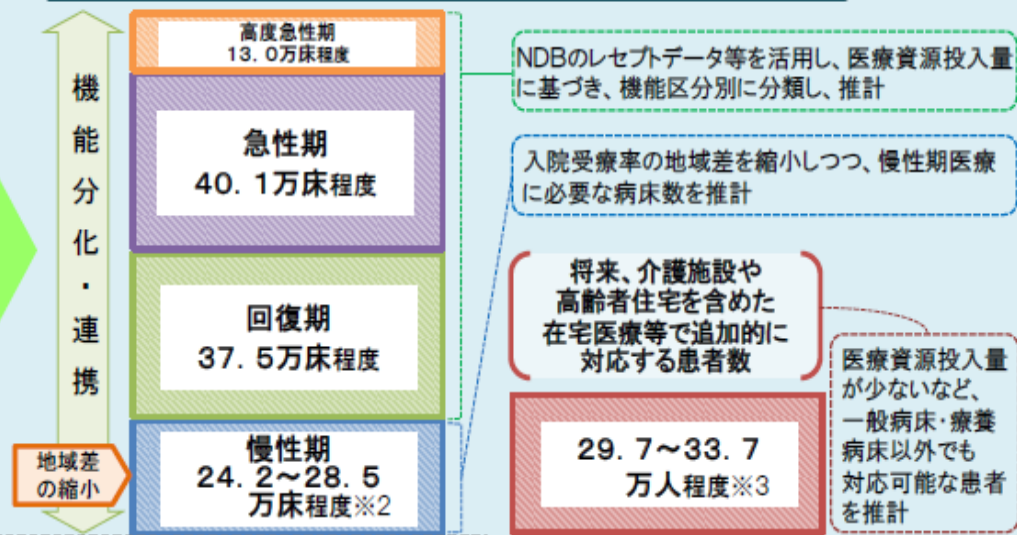 機能分化・連携
高度急性期
13.0万床程度
急性期
40.1万床程度
回復期
37.5万床程度
慢性期
24.2～28.5
万床程度※2
地域差
の縮小
NDBのレセプトデータ等を活用し、医療資源投入量
に基づき、機能区分別に分類し、推計
入院受療率の地域差を縮小しつつ、慢性期医療
に必要な病床数を推計
将来、介護施設や
高齢者住宅を含めた
在宅医療等で追加的に
対応する患者数
29.7～33.7
万人程度※3
医療資源投入量
が少ないなど、
一般病床・療養
病床以外でも
対応可能な患者
を推計